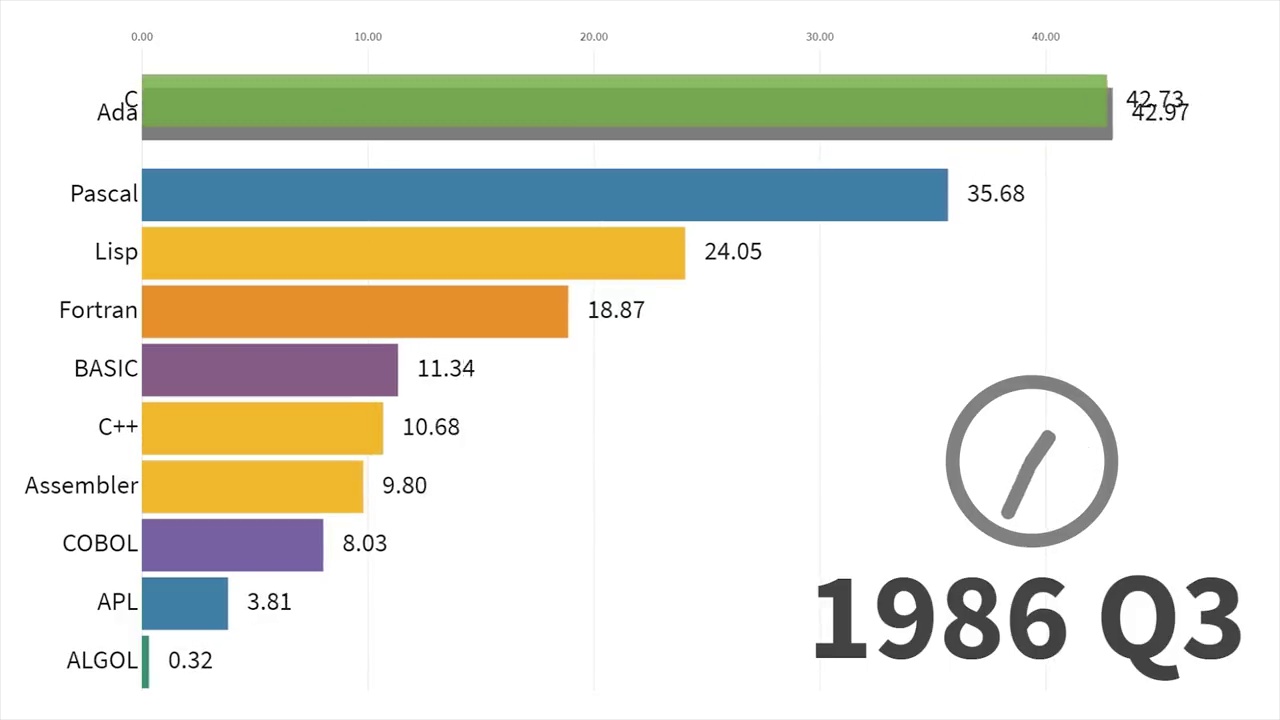 0.00 10.00 20.00 30.00 40.00
C 42.73
Ada 42.97
Pascal 35.68
Lisp 24.05
Fortran 18.87
BASIC 11.34
C++ 10.68
Assembler 9.80
COBOL 8.03
APL 3.81
ALGOL 0.32
1986 Q3